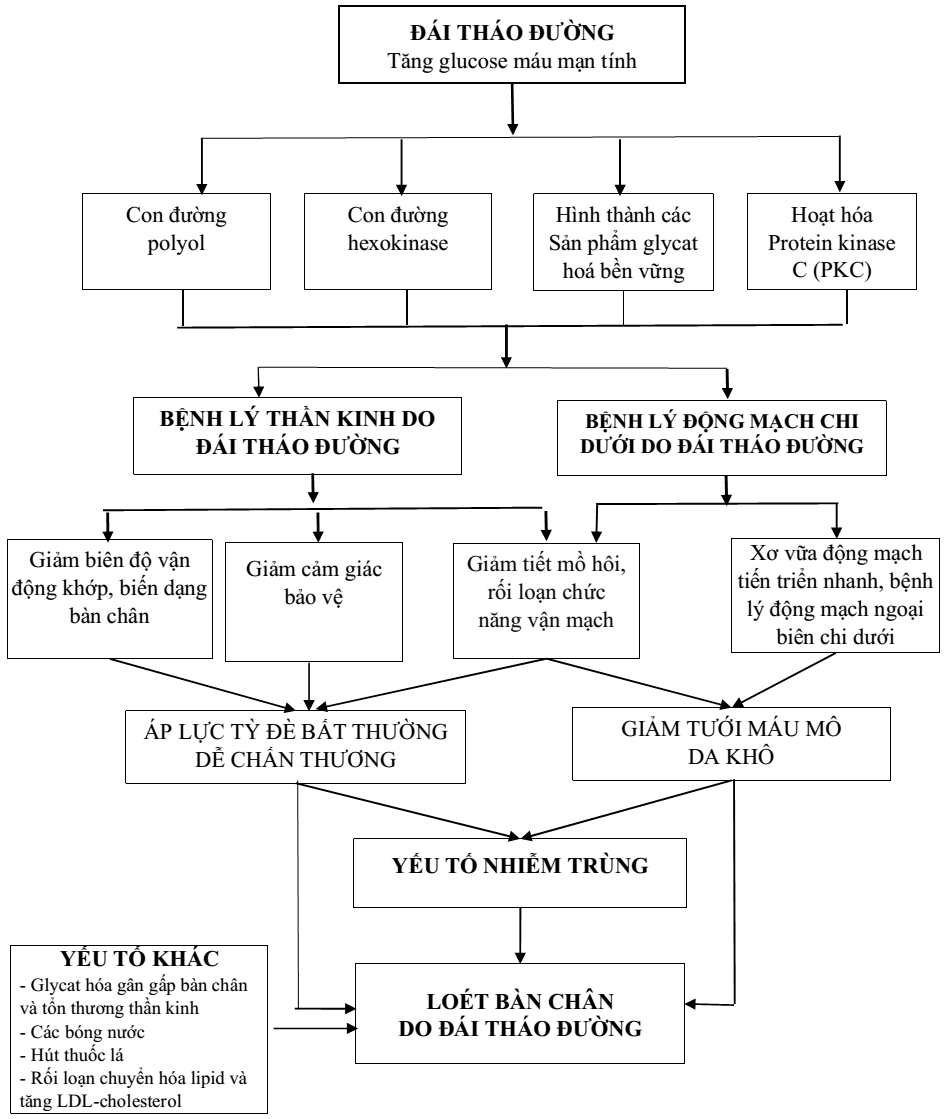 ĐÁI THÁO ĐƯỜNG
Tăng glucose máu mạn tính
Con đường
polyol
Con đường
hexokinase
Hình thành các
Sản phẩm glycat
hoá bền vững
Hoạt hóa
Protein kinase
C (PKC)
BỆNH LÝ THẦN KINH DO
ĐÁI THÁO ĐƯỜNG
BỆNH LÝ ĐỘNG MẠCH CHI
DƯỚI DO ĐÁI THÁO ĐƯỜNG
Giảm biên độ vận
động khớp, biến dạng
bàn chân
Giảm cảm giác
bảo vệ
Giảm tiết mồ hôi,
rối loạn chức
năng vận mạch
Xơ vữa động mạch
tiến triển nhanh, bệnh
lý động mạch ngoại
biên chi dưới
ÁP LỰC TỲ ĐÈ BẤT THƯỜNG
DỄ CHẤN THƯƠNG
GIẢM TƯỚI MÁU MÔ
DA KHÔ
YẾU TỐ NHIỄM TRÙNG
YẾU TỐ KHÁC
- Glycat hóa gân gấp bàn chân
và tổn thương thần kinh
- Các bóng nước
- Hút thuốc lá
- Rối loạn chuyển hóa lipid và
tăng LDL-cholesterol
LOÉT BÀN CHÂN
DO ĐÁI THÁO ĐƯỜNG